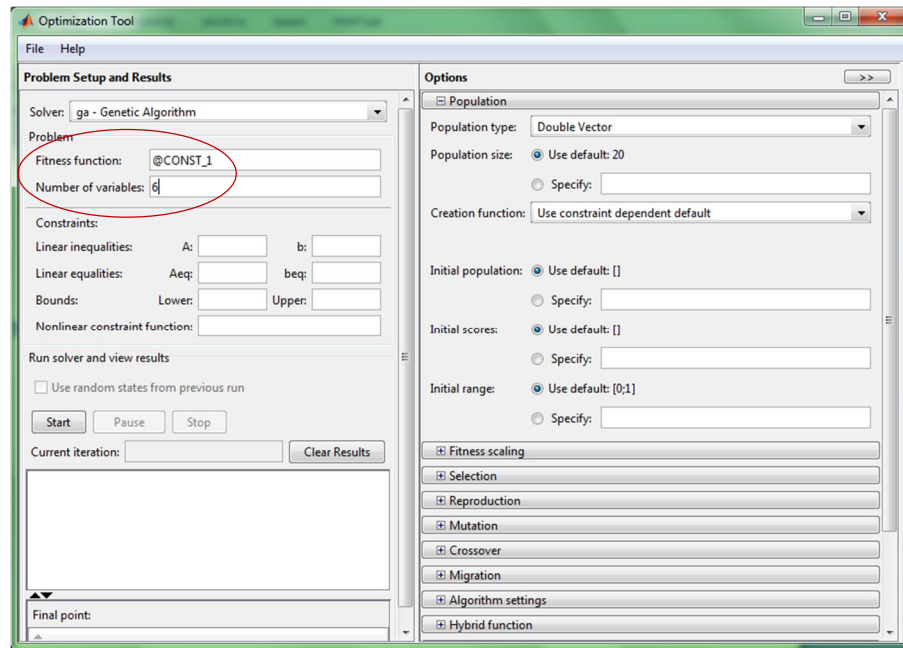 Optimization Tool
File Help
Problem Setup and Results
Solver: ga - Genetic Algorithm
Problem
Fitness function: @CONST_1
Number of variables: 6
Constraints:
Linear inequalities: A: b:
Linear equalities: Aeq: beq:
Bounds: Lower: Upper:
Nonlinear constraint function:
Run solver and view results
Use random states from previous run
Start Pause Stop
Current iteration: Clear Results
Final point:
Options >>
Population
Population type: Double Vector
Population size: Use default: 20
Specify:
Creation function: Use constraint dependent default
Initial population: Use default: []
Specify:
Initial scores: Use default: []
Specify:
Initial range: Use default: [0;1]
Specify:
Fitness scaling
Selection
Reproduction
Mutation
Crossover
Migration
Algorithm settings
Hybrid function